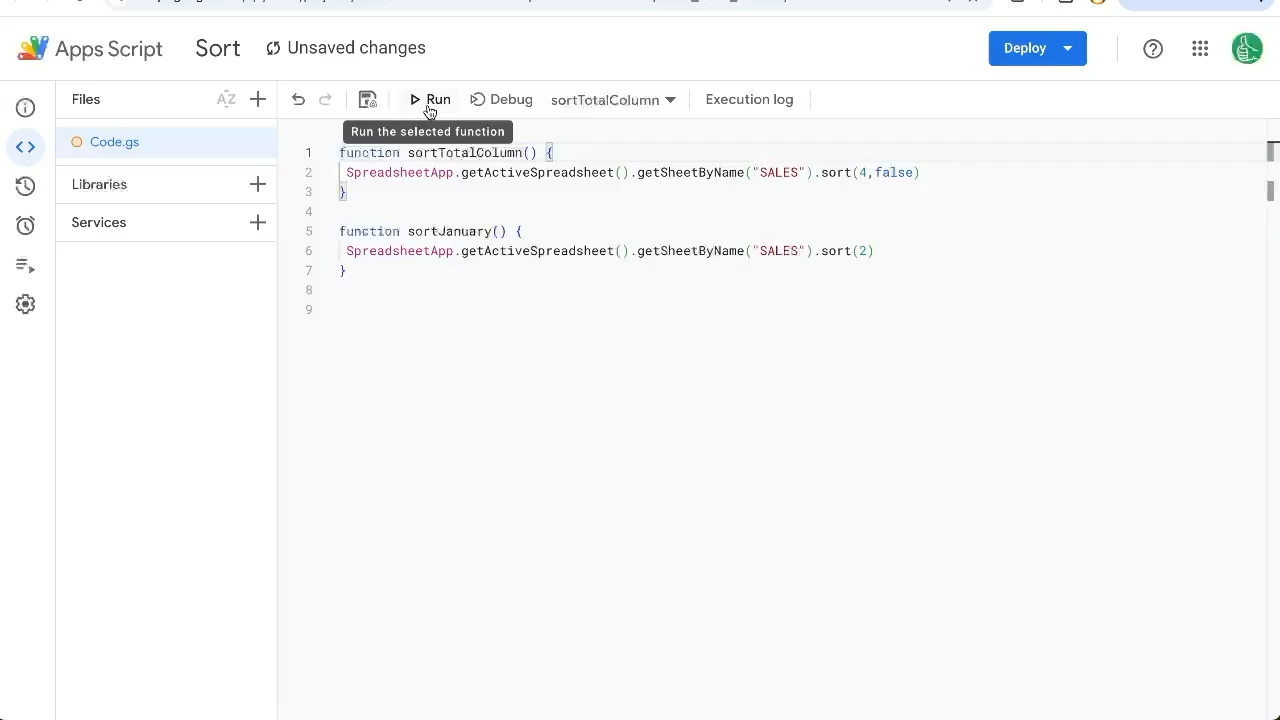 Apps Script Sort Unsaved changes Deploy
Files Run Debug sortTotalColumn Execution log
Run the selected function
Code.gs
1 function sortTotalColumn() {
2 SpreadsheetApp.getActiveSpreadsheet().getSheetByName("SALES").sort(4,false)
3 }
Libraries
4
Services
5 function sortJanuary() {
6 SpreadsheetApp.getActiveSpreadsheet().getSheetByName("SALES").sort(2)
7 }
8
9